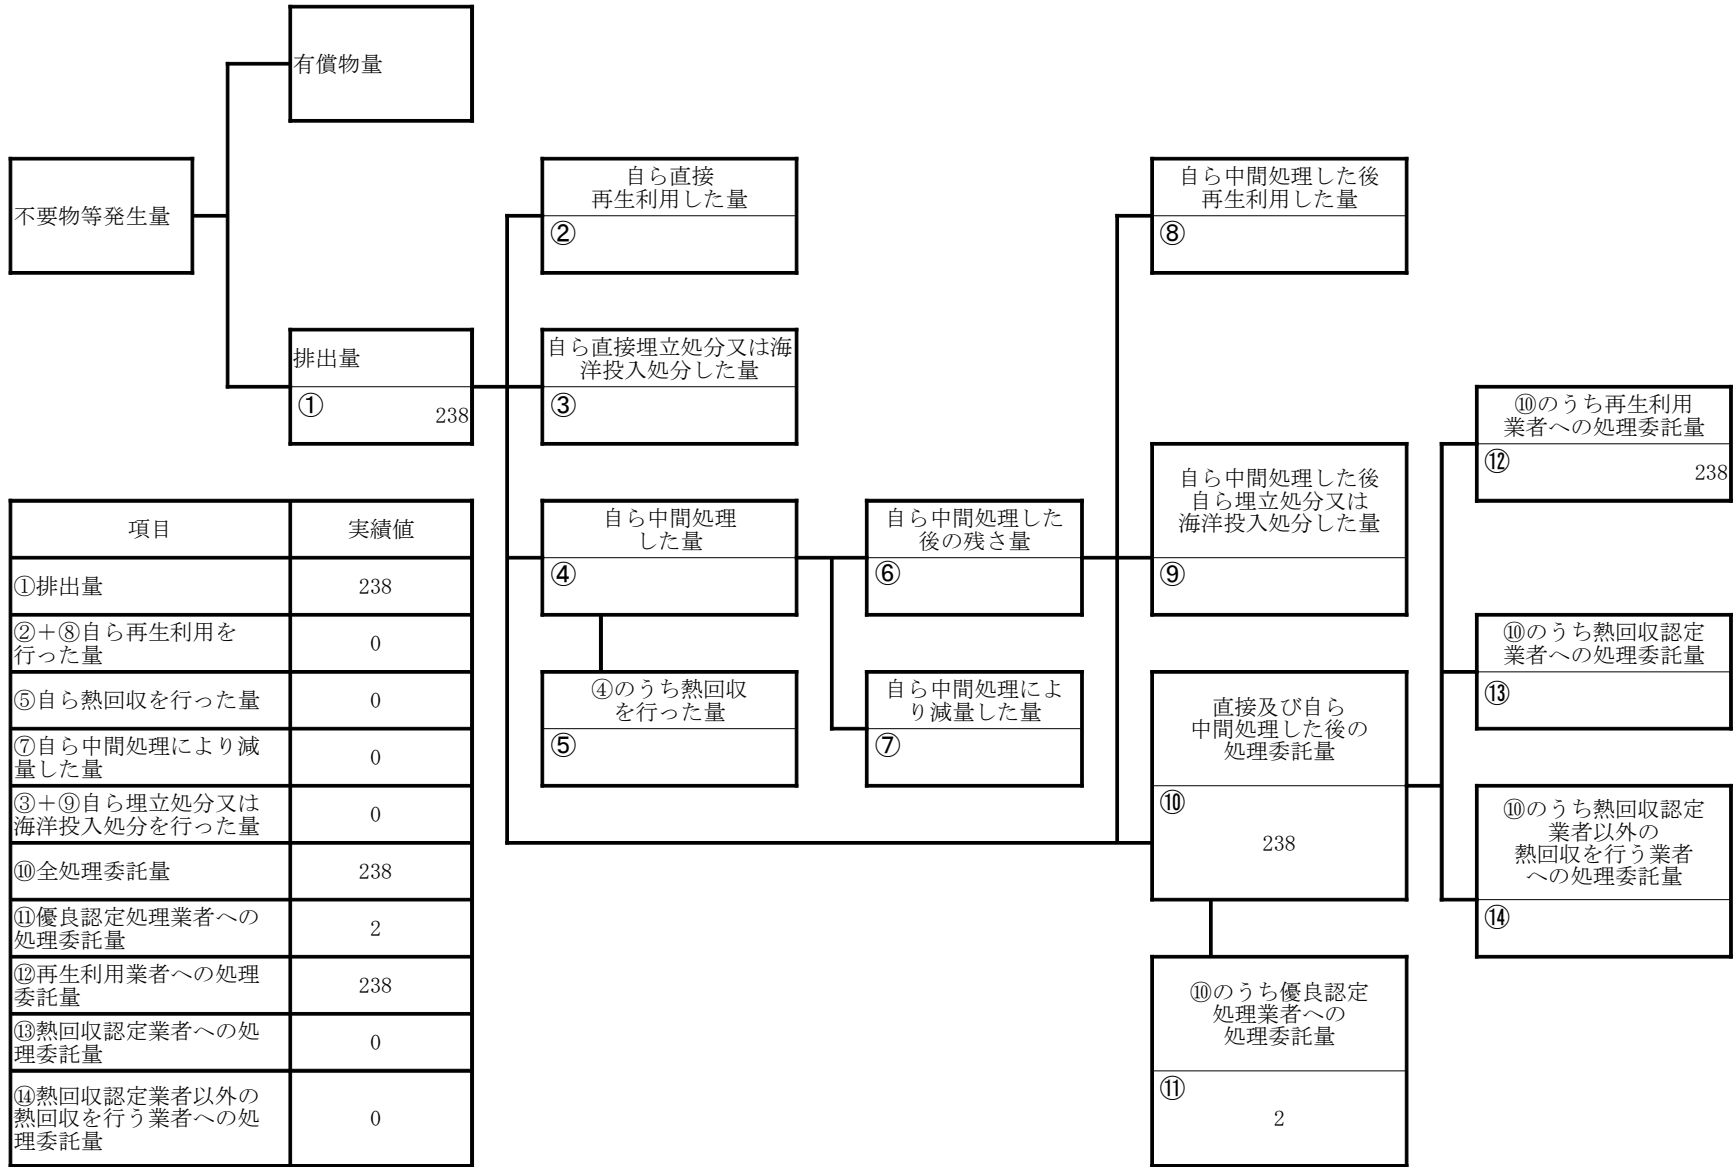 有償物量
不要物等発生量
自ら直接
再生利用した量
②
自ら中間処理した後
再生利用した量
⑧
排出量
①
238
自ら直接埋立処分又は海
洋投入処分した量
③
⑩のうち再生利用
業者への処理委託量
⑫
238
自ら中間処理
した量
④
自ら中間処理した
後の残さ量
⑥
自ら中間処理した後
自ら埋立処分又は
海洋投入処分した量
⑨
④のうち熱回収
を行った量
⑤
自ら中間処理によ
り減量した量
⑦
直接及び自ら
中間処理した後の
処理委託量
⑩
238
⑩のうち熱回収認定
業者への処理委託量
⑬
⑩のうち熱回収認定
業者以外の
熱回収を行う業者
への処理委託量
⑭
⑩のうち優良認定
処理業者への
処理委託量
⑪
2
項目 実績値
①排出量 238
②＋⑧自ら再生利用を
行った量 0
⑤自ら熱回収を行った量 0
⑦自ら中間処理により減
量した量 0
③＋⑨自ら埋立処分又は
海洋投入処分を行った量 0
⑩全処理委託量 238
⑪優良認定処理業者への
処理委託量 2
⑫再生利用業者への処理
委託量 238
⑬熱回収認定業者への処
理委託量 0
⑭熱回収認定業者以外の
熱回収を行う業者への処
理委託量 0